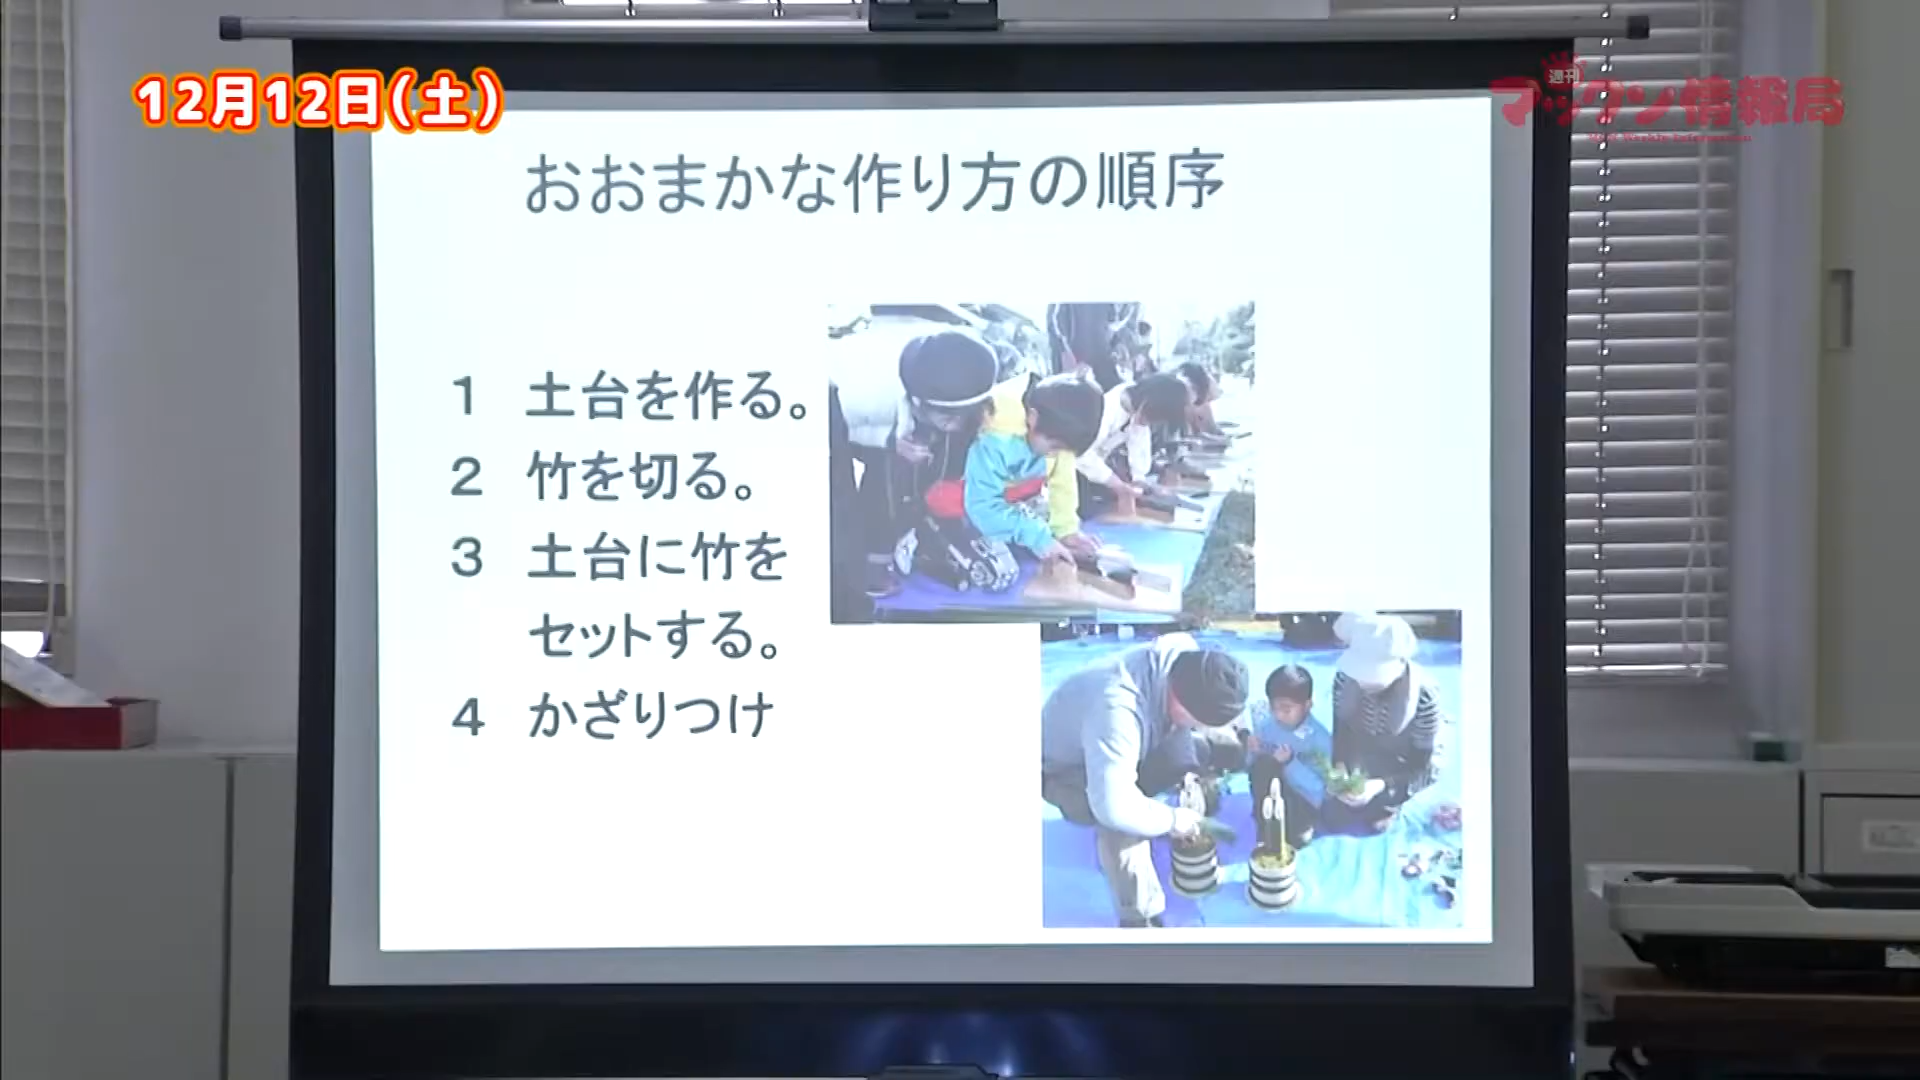 12月12日(土)
週刊
マックン情報局
おおまかな作り方の順序
1 土台を作る。
2 竹を切る。
3 土台に竹を
セットする。
4 かざりつけ